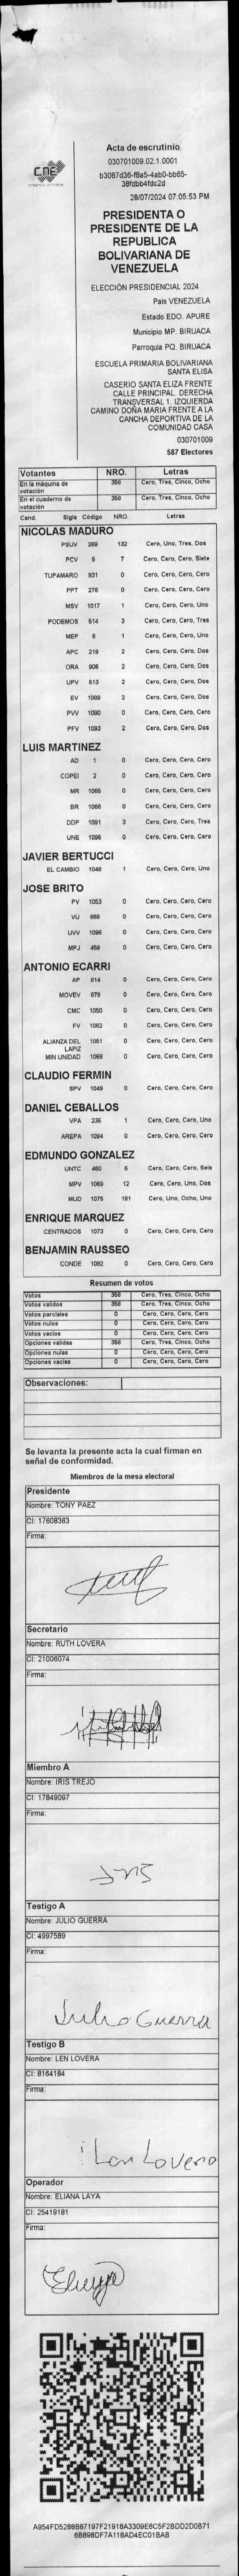 CNE
Acta de escrutinio
030701009.02.1.0001
b3087d36-f8a5-4ab0-bb65-
38fdbb4fdc2d
28/07/2024 07:05:53 PM
PRESIDENTA O
PRESIDENTE DE LA
REPUBLICA
BOLIVARIANA DE
VENEZUELA
ELECCIÓN PRESIDENCIAL 2024
Pais VENEZUELA
Estado EDO. APURE
Municipio MP. BIRUACA
Parroquia PQ. BIRUACA
ESCUELA PRIMARIA BOLIVARIANA
SANTA ELISA
CASERIO SANTA ELIZA FRENTE
CALLE PRINCIPAL. DERECHA
TRANSVERSAL 1. IZQUIERDA
CAMINO DOÑA MARIA FRENTE A LA
CANCHA DEPORTIVA DE LA
COMUNIDAD CASA
030701009
587 Electores
Votantes NRO. Letras
En la máquina de votación 358 Cero, Tres, Cinco, Ocho
En el cuaderno de votación 358 Cero, Tres, Cinco, Ocho
Cand. Sigla Código NRO. Letras
NICOLAS MADURO
PSUV 269 132 Cero, Uno, Tres, Dos
PCV 9 7 Cero, Cero, Cero, Siete
TUPAMARO 931 0 Cero, Cero, Cero, Cero
PPT 276 0 Cero, Cero, Cero, Cero
MSV 1017 1 Cero, Cero, Cero, Uno
PODEMOS 514 3 Cero, Cero, Cero, Tres
MEP 6 1 Cero, Cero, Cero, Uno
APC 219 2 Cero, Cero, Cero, Dos
ORA 906 2 Cero, Cero, Cero, Dos
UPV 613 2 Cero, Cero, Cero, Dos
EV 1089 2 Cero, Cero, Cero, Dos
PVV 1090 0 Cero, Cero, Cero, Cero
PFV 1093 2 Cero, Cero, Cero, Dos
LUIS MARTINEZ
AD 1 0 Cero, Cero, Cero, Cero
COPEI 2 0 Cero, Cero, Cero, Cero
MR 1065 0 Cero, Cero, Cero, Cero
BR 1066 0 Cero, Cero, Cero, Cero
DDP 1091 3 Cero, Cero, Cero, Tres
UNE 1095 0 Cero, Cero, Cero, Cero
JAVIER BERTUCCI
EL CAMBIO 1048 1 Cero, Cero, Cero, Uno
JOSE BRITO
PV 1053 0 Cero, Cero, Cero, Cero
VU 868 0 Cero, Cero, Cero, Cero
UVV 1096 0 Cero, Cero, Cero, Cero
MPJ 458 0 Cero, Cero, Cero, Cero
ANTONIO ECARRI
AP 814 0 Cero, Cero, Cero, Cero
MOVEV 878 0 Cero, Cero, Cero, Cero
CMC 1050 0 Cero, Cero, Cero, Cero
FV 1062 0 Cero, Cero, Cero, Cero
ALIANZA DEL LAPIZ 1051 0 Cero, Cero, Cero, Cero
MIN UNIDAD 1068 0 Cero, Cero, Cero, Cero
CLAUDIO FERMIN
SPV 1049 0 Cero, Cero, Cero, Cero
DANIEL CEBALLOS
VPA 236 1 Cero, Cero, Cero, Uno
AREPA 1094 0 Cero, Cero, Cero, Cero
EDMUNDO GONZALEZ
UNTC 460 6 Cero, Cero, Cero, Seis
MPV 1069 12 Cero, Cero, Uno, Dos
MUD 1075 181 Cero, Uno, Ocho, Uno
ENRIQUE MARQUEZ
CENTRADOS 1073 0 Cero, Cero, Cero, Cero
BENJAMIN RAUSSEO
CONDE 1092 0 Cero, Cero, Cero, Cero
Resumen de votos
Votos 358 Cero, Tres, Cinco, Ocho
Votos validos 358 Cero, Tres, Cinco, Ocho
Votos parciales 0 Cero, Cero, Cero, Cero
Votos nulos 0 Cero, Cero, Cero, Cero
Votos vacios 0 Cero, Cero, Cero, Cero
Opciones validas 358 Cero, Tres, Cinco, Ocho
Opciones nulas 0 Cero, Cero, Cero, Cero
Opciones vacias 0 Cero, Cero, Cero, Cero
Observaciones:
Se levanta la presente acta la cual firman en
señal de conformidad.
Miembros de la mesa electoral
Presidente
Nombre: TONY PAEZ
CI: 17608363
Firma:
Secretario
Nombre: RUTH LOVERA
CI: 21006074
Firma:
Miembro A
Nombre: IRIS TREJO
CI: 17849097
Firma:
Testigo A
Nombre: JULIO GUERRA
CI: 4997589
Firma:
Julio Guerra
Testigo B
Nombre: LEN LOVERA
CI: 8164184
Firma:
Len Lovera
Operador
Nombre: ELIANA LAYA
CI: 25419181
Firma:
A954FD5288B87197F21918A3309E6C5F2BDD2D0B71
6B898DF7A118AD4EC01BAB